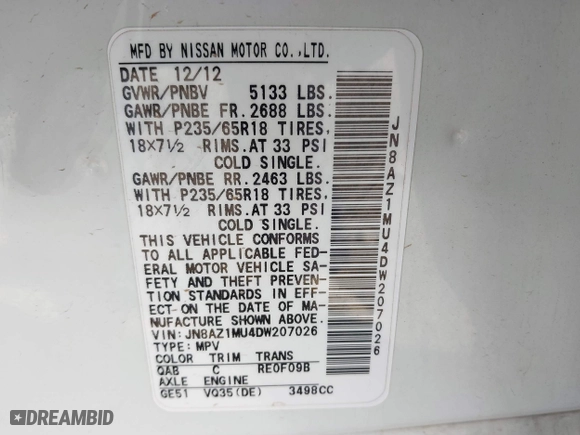 MFD BY NISSAN MOTOR CO.,LTD.
DATE 12/12
GVWR/PNBV 5133 LBS.
GAWR/PNBE FR. 2688 LBS.
WITH P235/65R18 TIRES,
18X7½ RIMS.AT 33 PSI
COLD SINGLE.
GAWR/PNBE RR. 2463 LBS.
WITH P235/65R18 TIRES,
18X7½ RIMS.AT 33 PSI
COLD SINGLE.
THIS VEHICLE CONFORMS
TO ALL APPLICABLE FED-
ERAL MOTOR VEHICLE SA-
FETY AND THEFT PREVEN-
TION STANDARDS IN EFF-
ECT ON THE DATE OF MA-
NUFACTURE SHOWN ABOVE.
VIN:JN8AZ1MU4DW207026
TYPE:MPV
COLOR TRIM TRANS
QAB C RE0F09B
AXLE ENGINE
GE51 VQ35(DE) 3498CC
JN8AZ1MU4DW207026
DREAMBID